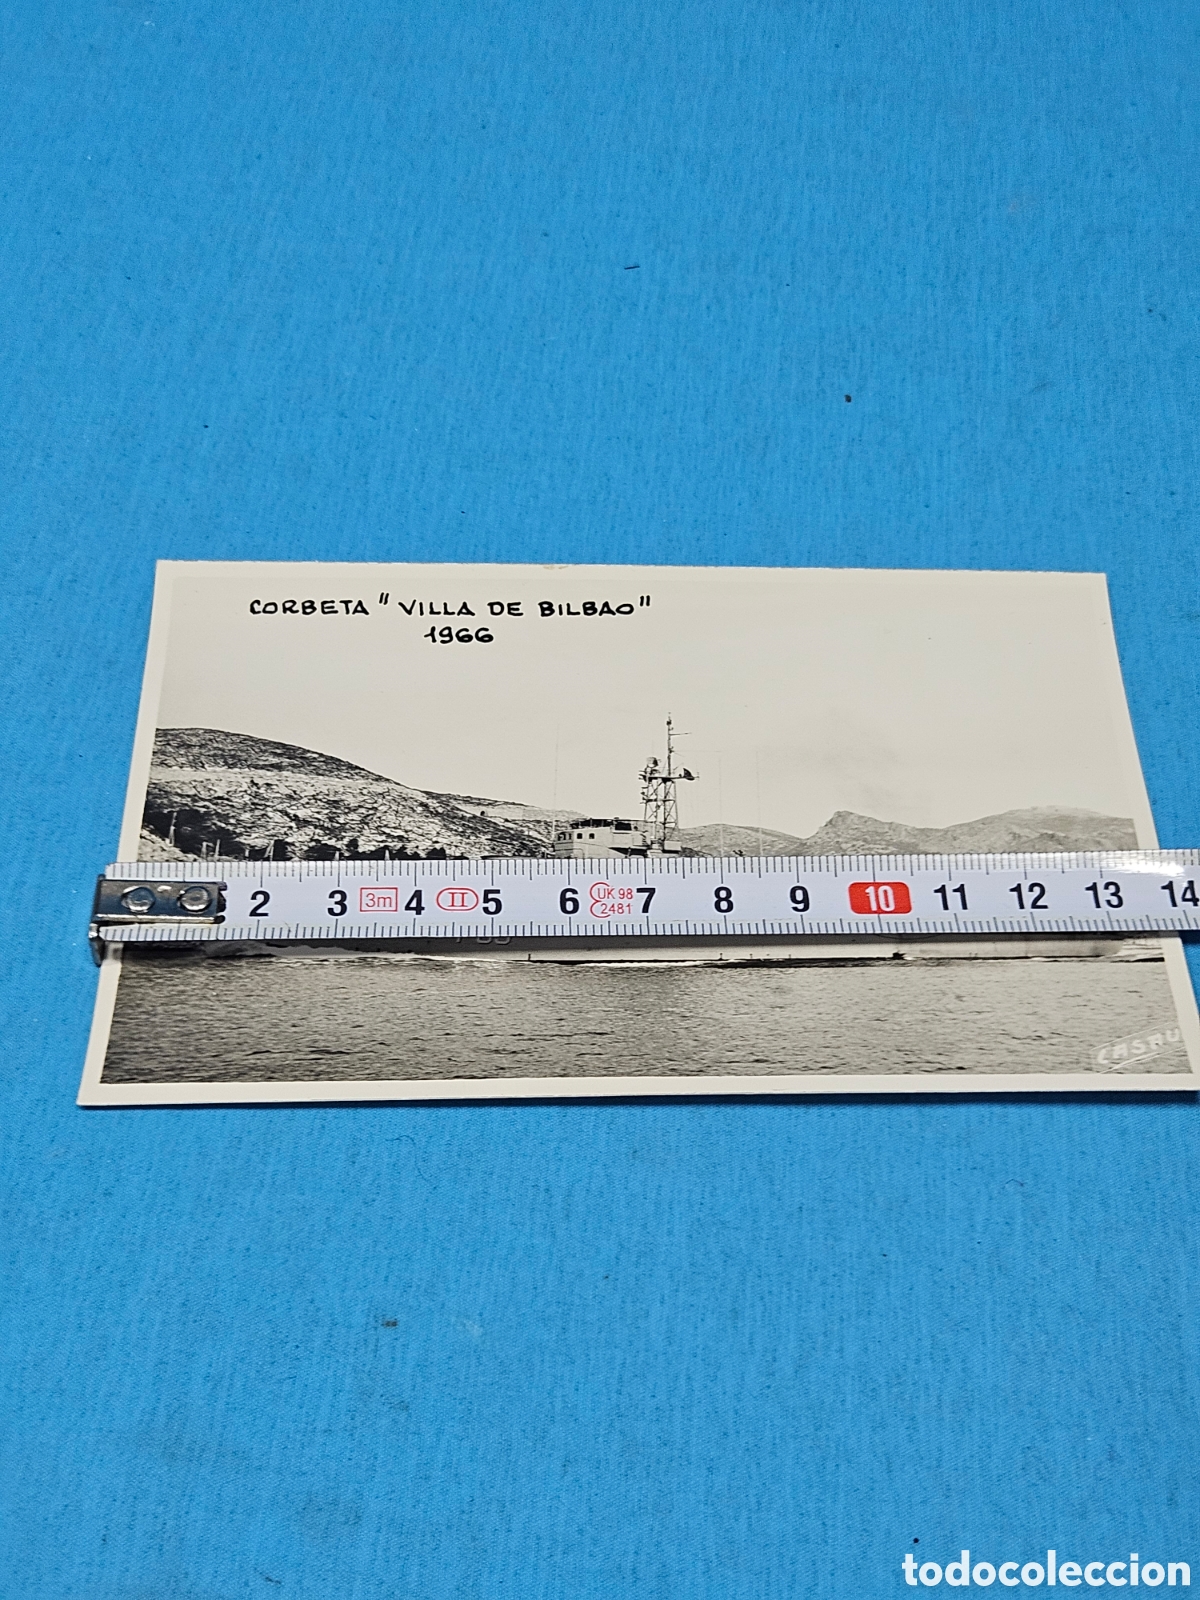 CORBETA "VILLA DE BILBAO"
1966
2 3 3m 4 II 5 6 UK 98 2481 7 8 9 10 11 12 13 14
CASAU
todocoleccion